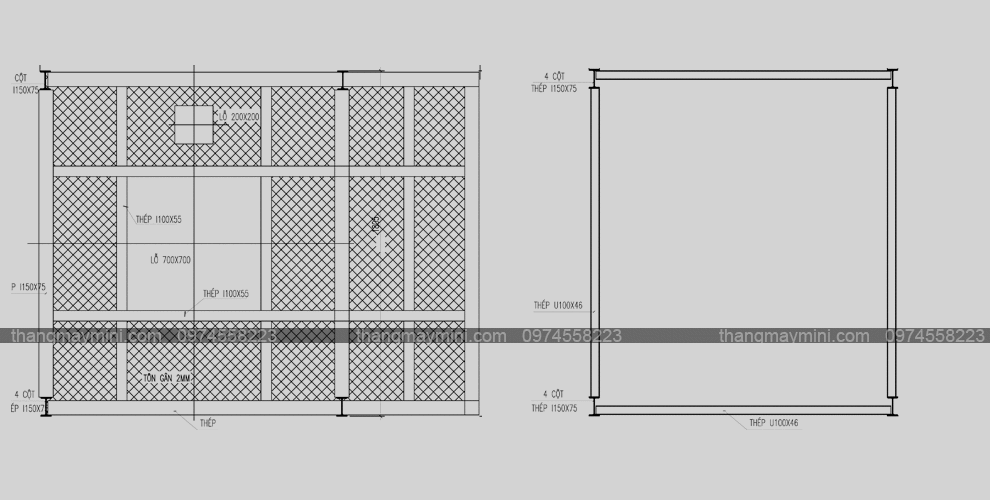 CỘT
I150X75
LỖ 200X200
THÉP I100X55
1825
LỖ 700X700
P I150X75
THÉP I100X55
thangmaymini.com 0974558223
thangmaymini.com 0974558223
TÔN GÂN 2MM
4 CỘT
ÉP I150X7
THÉP
4 CỘT
THÉP I150X75
THÉP U100X46
thangmaymini.com 0974558223
4 CỘT
THÉP I150X75
THÉP U100X46